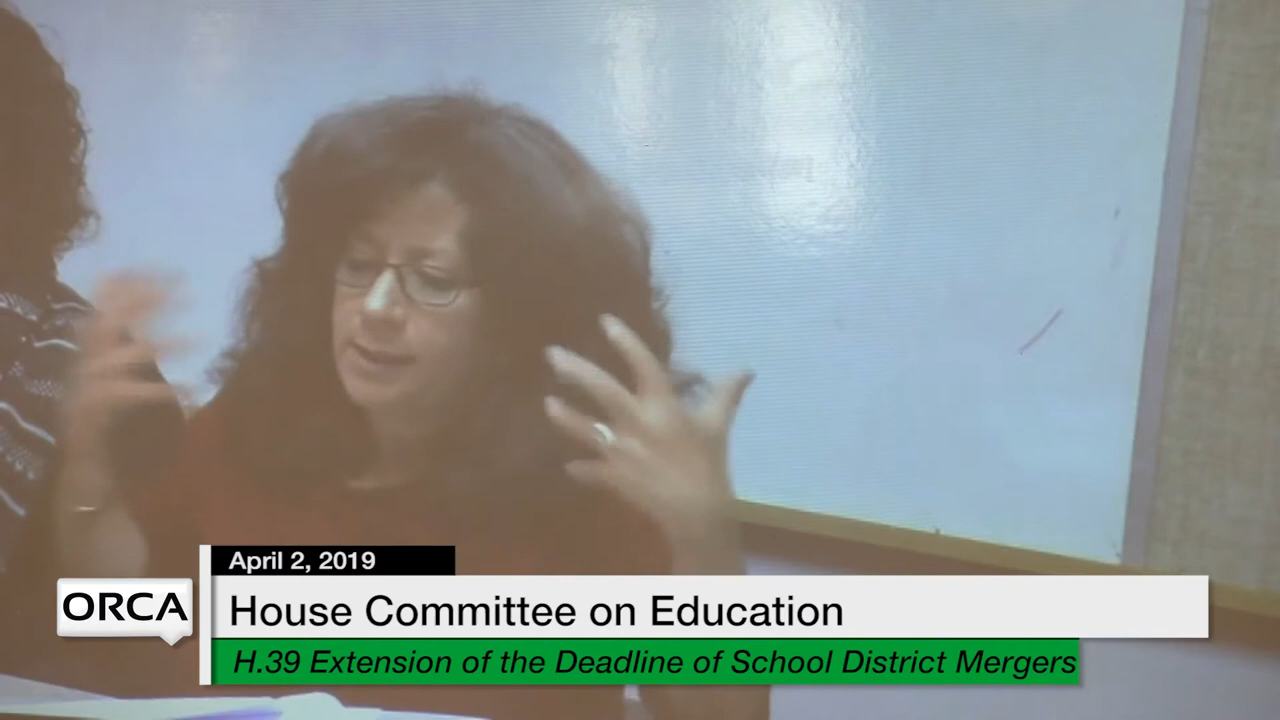 April 2, 2019
ORCA
House Committee on Education
H.39 Extension of the Deadline of School District Mergers